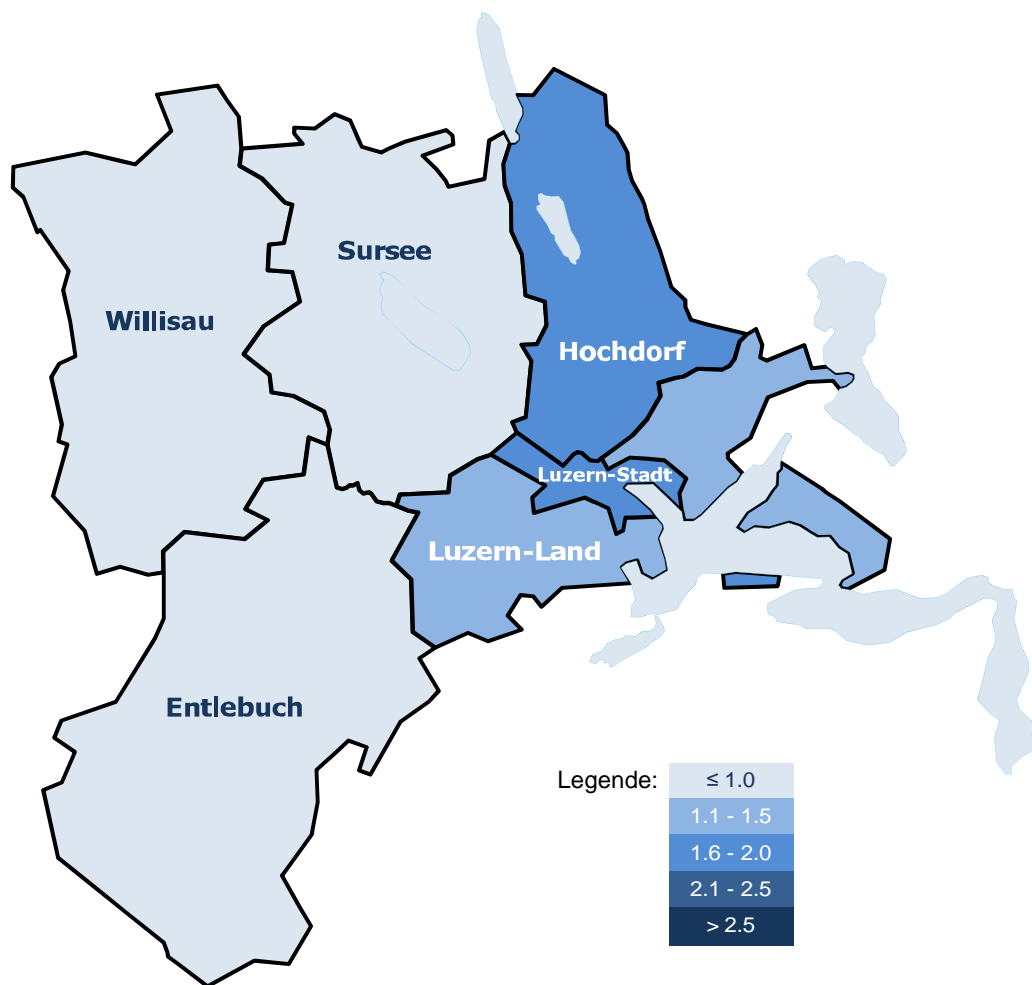 Sursee
Willisau
Hochdorf
Luzern-Stadt
Luzern-Land
Entlebuch
Legende:
≤ 1.0
1.1 - 1.5
1.6 - 2.0
2.1 - 2.5
> 2.5